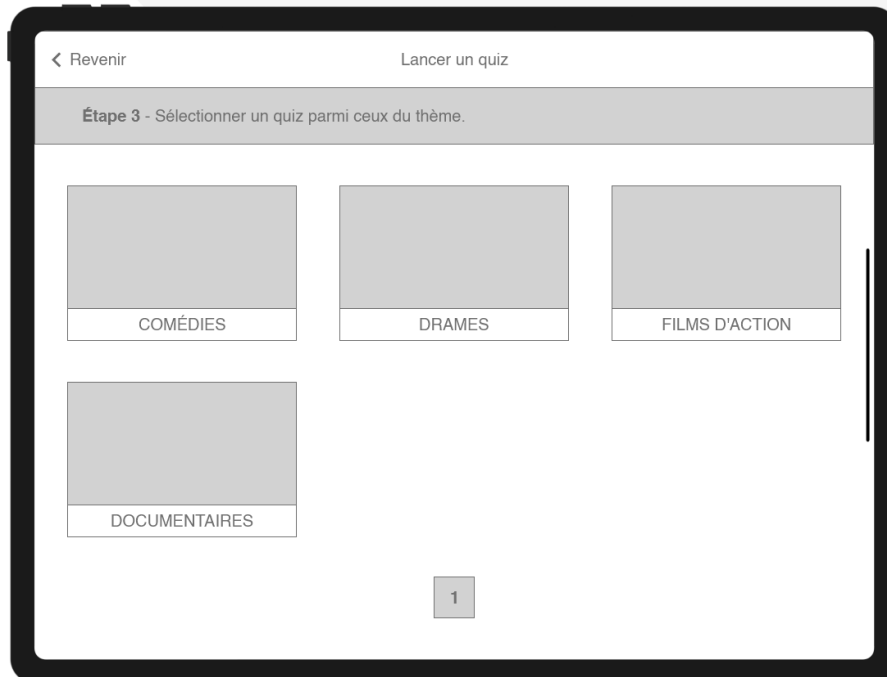 Revenir
Lancer un quiz
Étape 3 - Sélectionner un quiz parmi ceux du thème.
COMÉDIES
DRAMES
FILMS D'ACTION
DOCUMENTAIRES
1